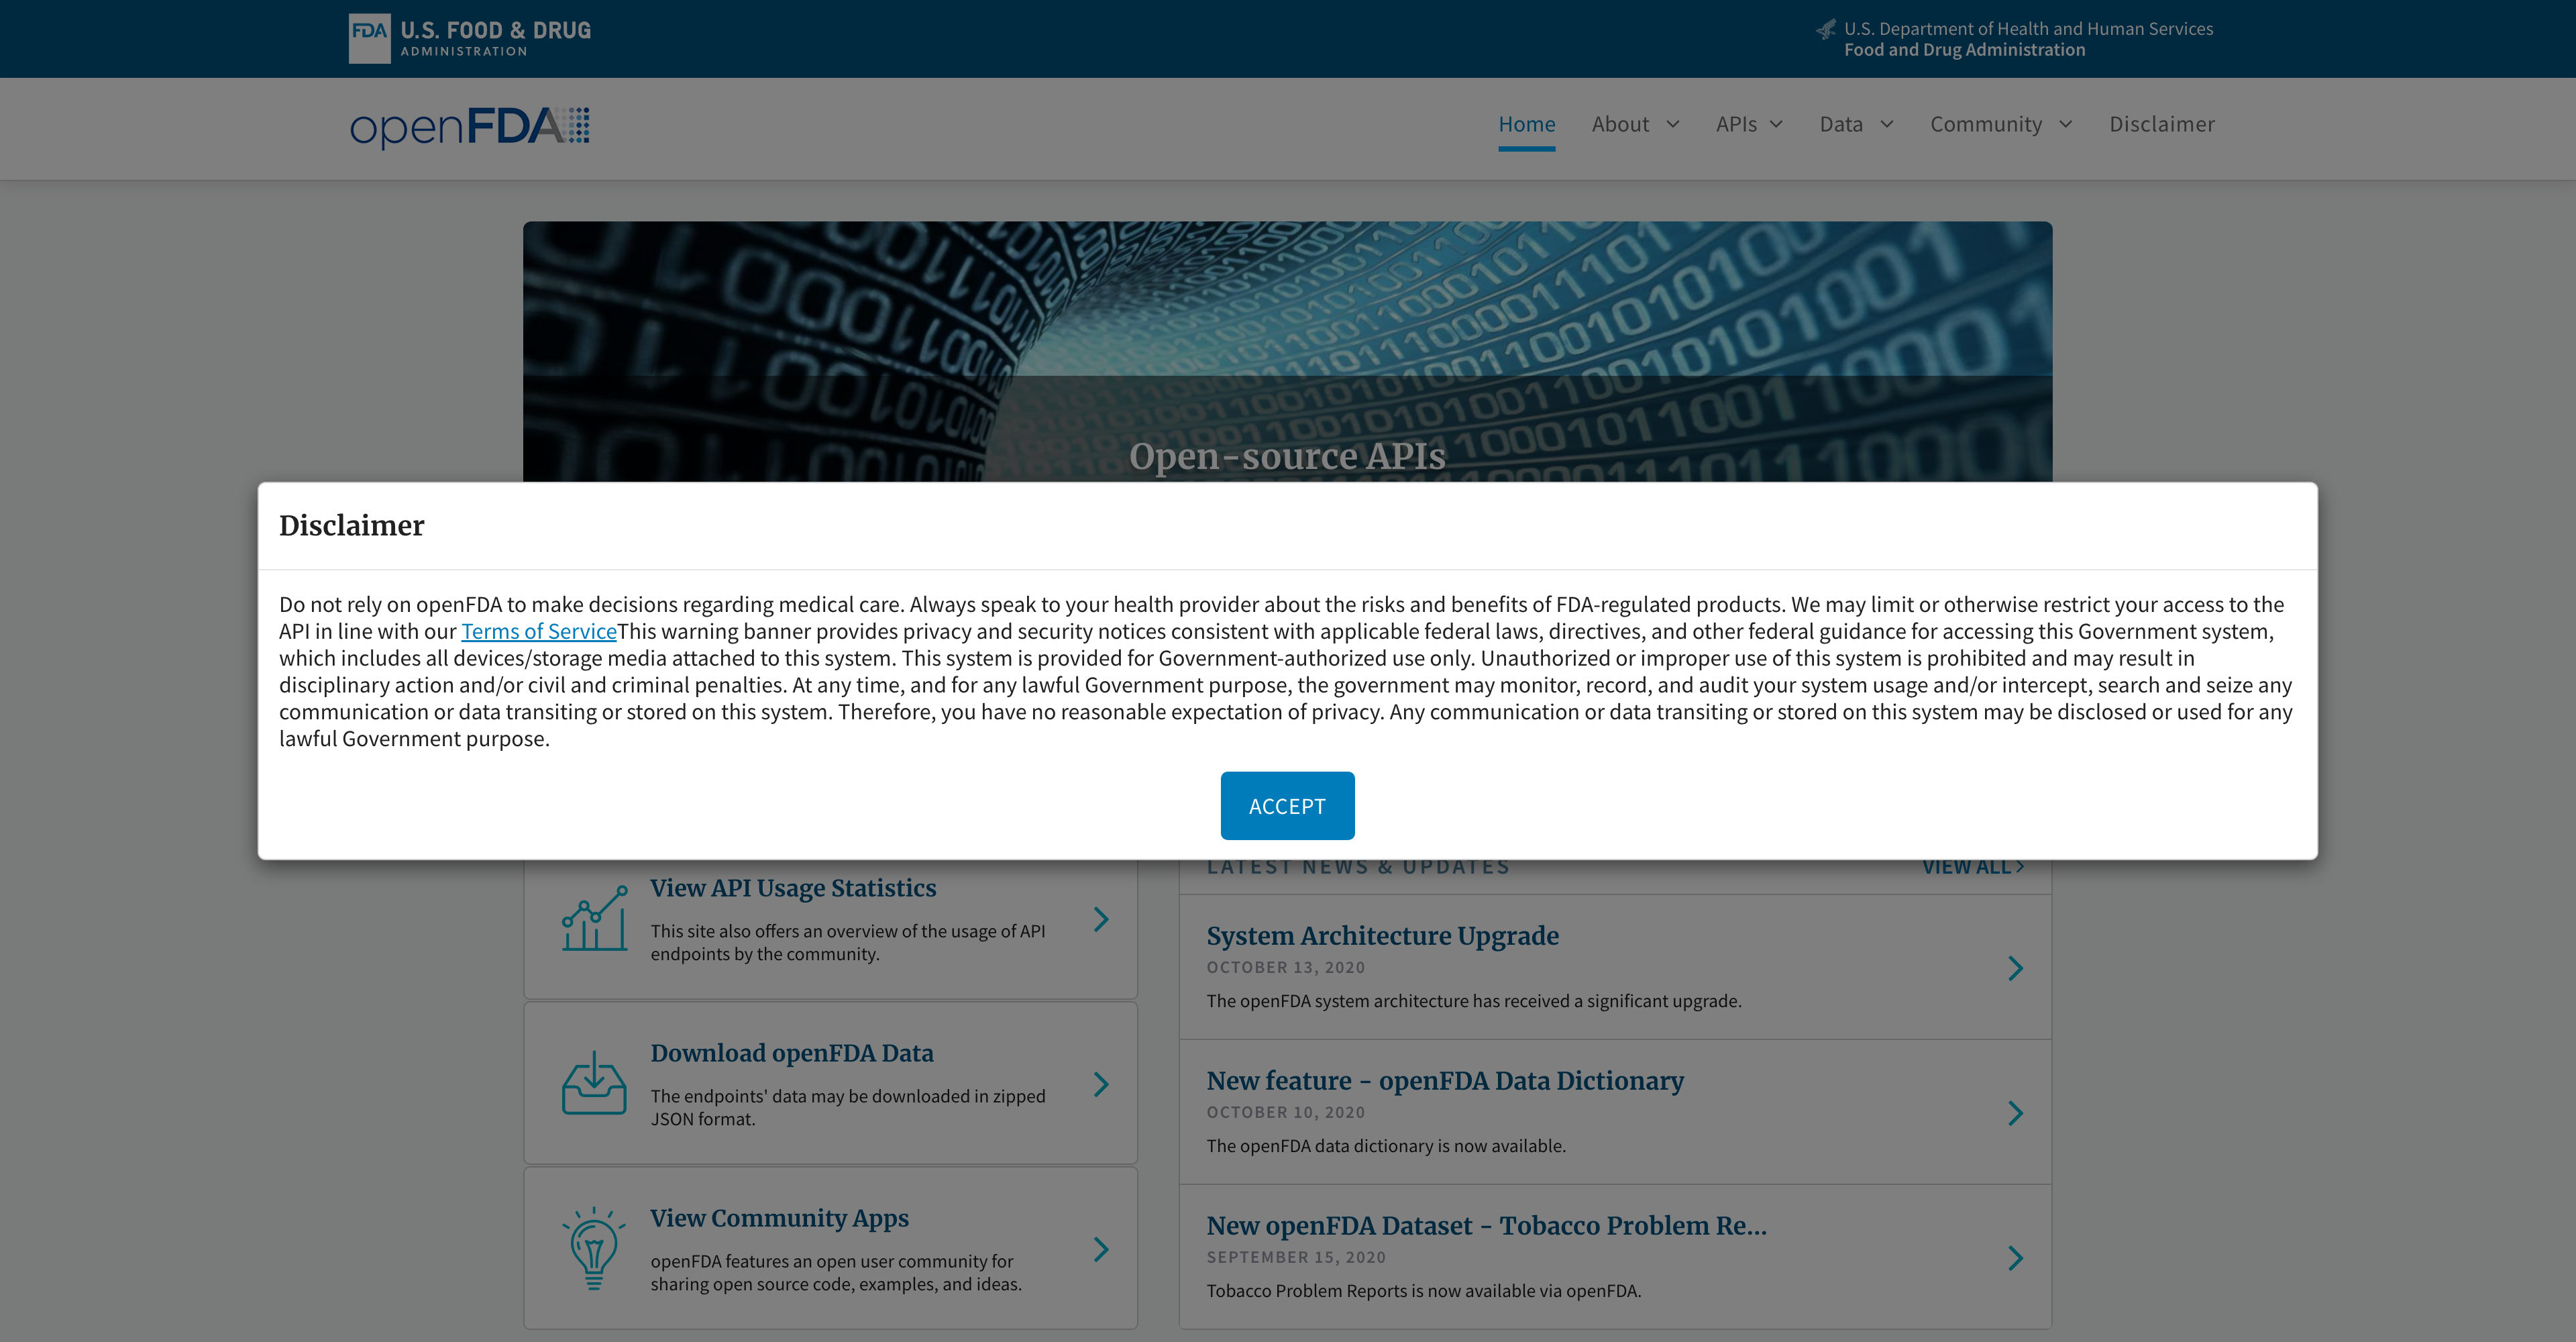 FDA U.S. FOOD & DRUG
ADMINISTRATION
U.S. Department of Health and Human Services
Food and Drug Administration
openFDA
Home About APIs Data Community Disclaimer
Open-source APIs
Disclaimer
Do not rely on openFDA to make decisions regarding medical care. Always speak to your health provider about the risks and benefits of FDA-regulated products. We may limit or otherwise restrict your access to the
API in line with our Terms of ServiceThis warning banner provides privacy and security notices consistent with applicable federal laws, directives, and other federal guidance for accessing this Government system,
which includes all devices/storage media attached to this system. This system is provided for Government-authorized use only. Unauthorized or improper use of this system is prohibited and may result in
disciplinary action and/or civil and criminal penalties. At any time, and for any lawful Government purpose, the government may monitor, record, and audit your system usage and/or intercept, search and seize any
communication or data transiting or stored on this system. Therefore, you have no reasonable expectation of privacy. Any communication or data transiting or stored on this system may be disclosed or used for any
lawful Government purpose.
ACCEPT
View API Usage Statistics
This site also offers an overview of the usage of API
endpoints by the community.
Download openFDA Data
The endpoints' data may be downloaded in zipped
JSON format.
View Community Apps
openFDA features an open user community for
sharing open source code, examples, and ideas.
LATEST NEWS & UPDATES
VIEW ALL
System Architecture Upgrade
OCTOBER 13, 2020
The openFDA system architecture has received a significant upgrade.
New feature - openFDA Data Dictionary
OCTOBER 10, 2020
The openFDA data dictionary is now available.
New openFDA Dataset - Tobacco Problem Re...
SEPTEMBER 15, 2020
Tobacco Problem Reports is now available via openFDA.